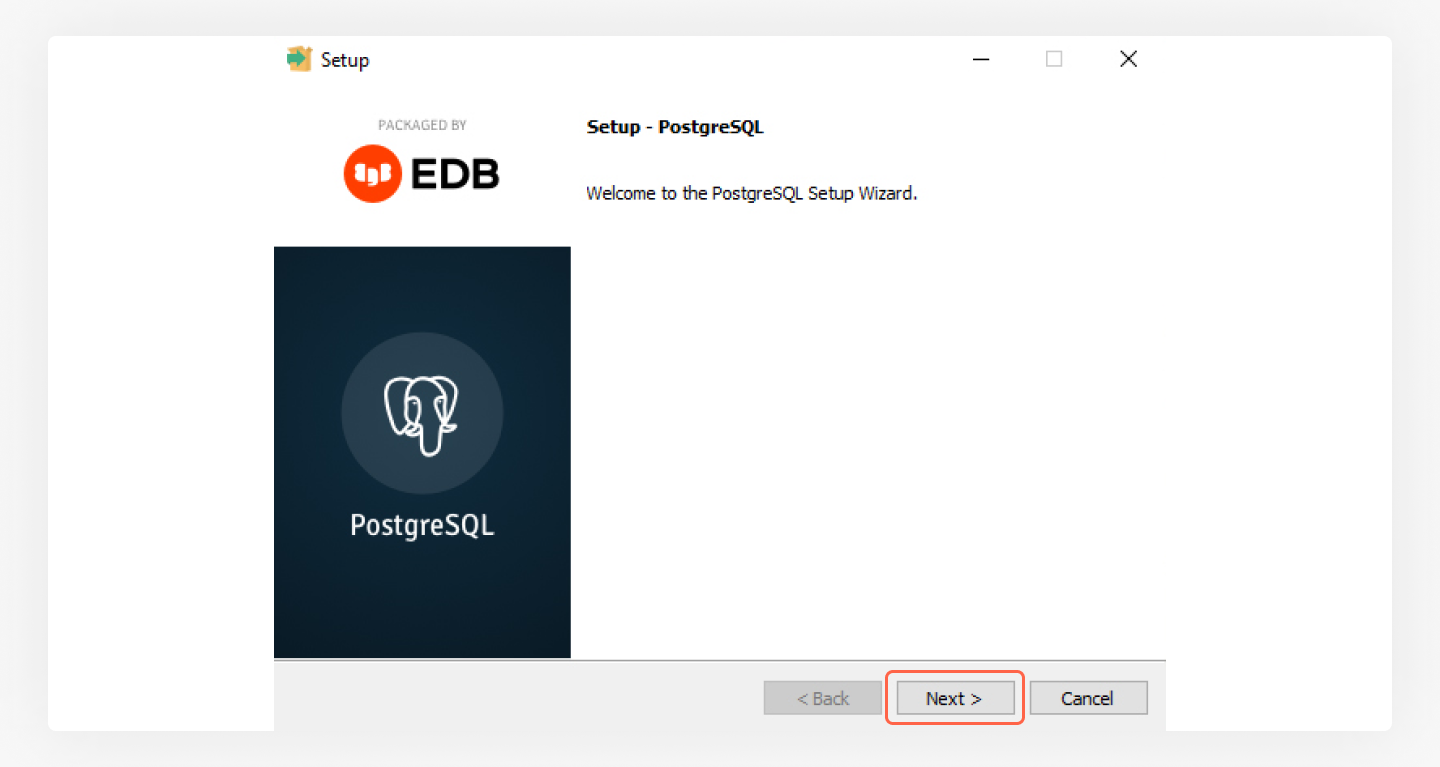 Setup
PACKAGED BY
EDB
Setup - PostgreSQL
Welcome to the PostgreSQL Setup Wizard.
PostgreSQL
< Back
Next >
Cancel